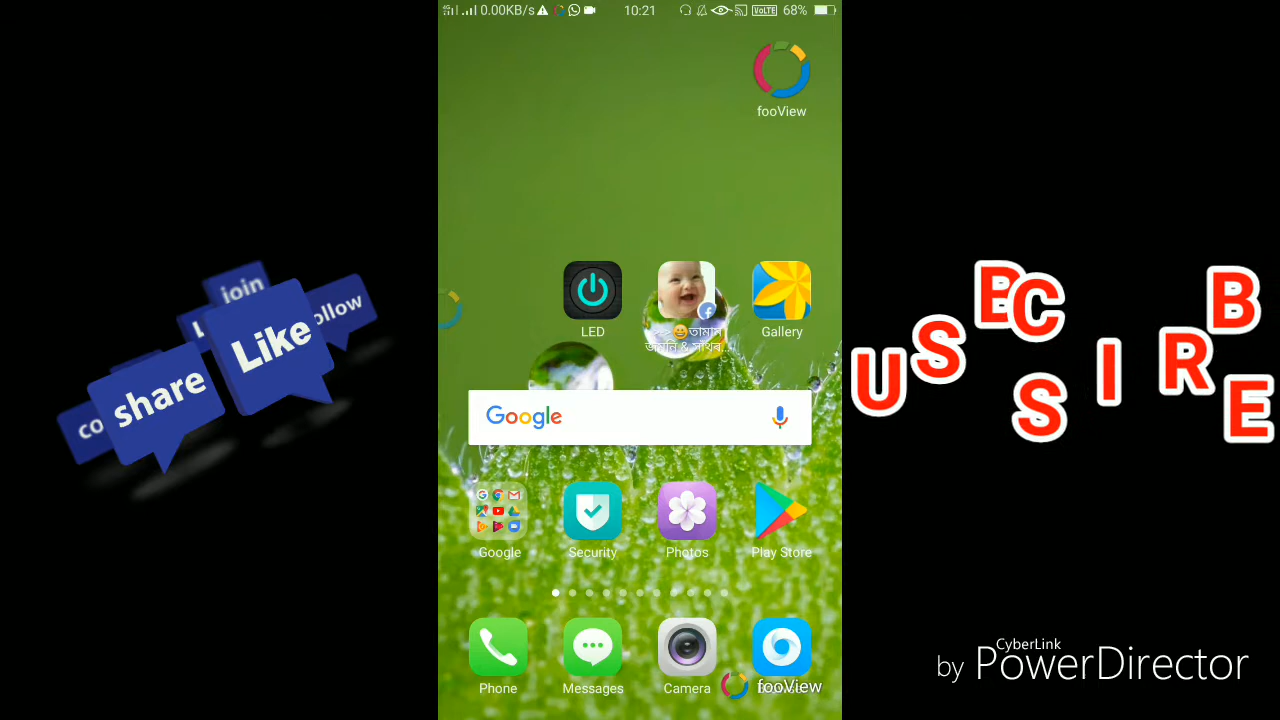 0.00KB/s
10:21
VoLTE
68%
fooView
LED
>>😄তামাম
Gallery
Google
Google
Security
Photos
Play Store
Phone
Messages
Camera
fooView
join
L
ollow
Like
share
co
U S B C S I R B E
CyberLink
by PowerDirector